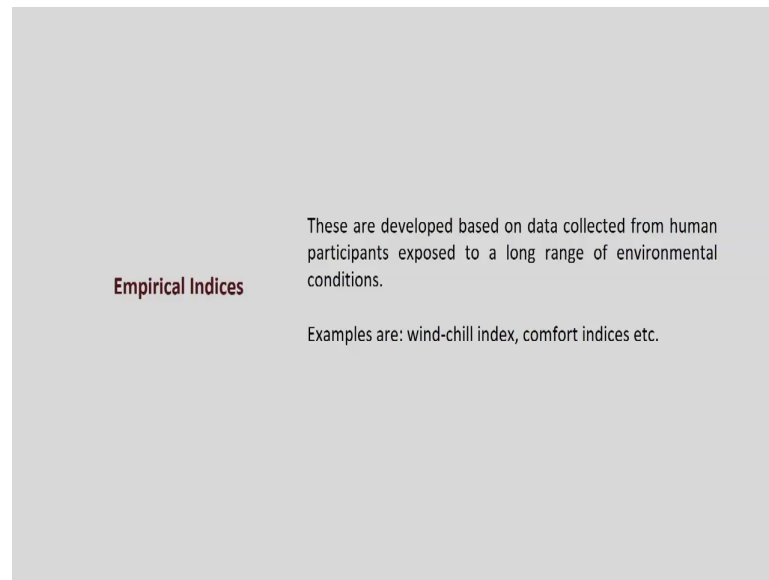 Empirical Indices
These are developed based on data collected from human
participants exposed to a long range of environmental
conditions.
Examples are: wind-chill index, comfort indices etc.